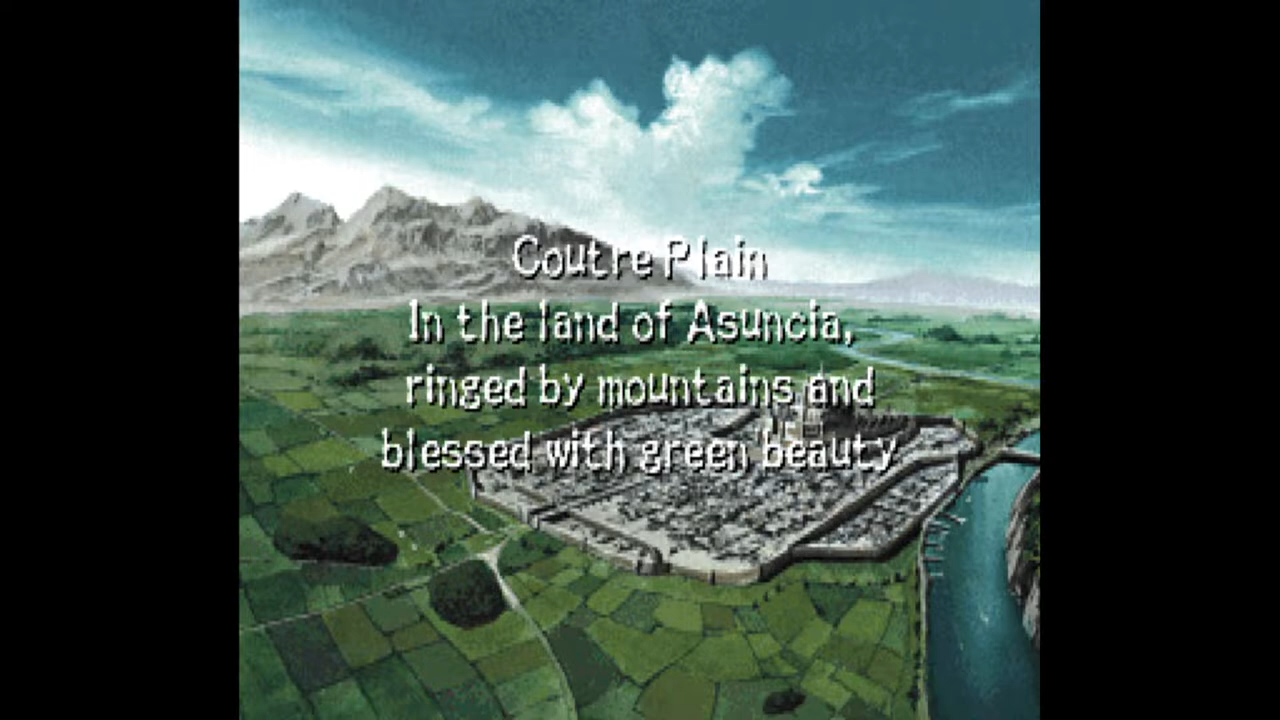 Coutre Plain
In the land of Asuncia,
ringed by mountains and
blessed with green beauty